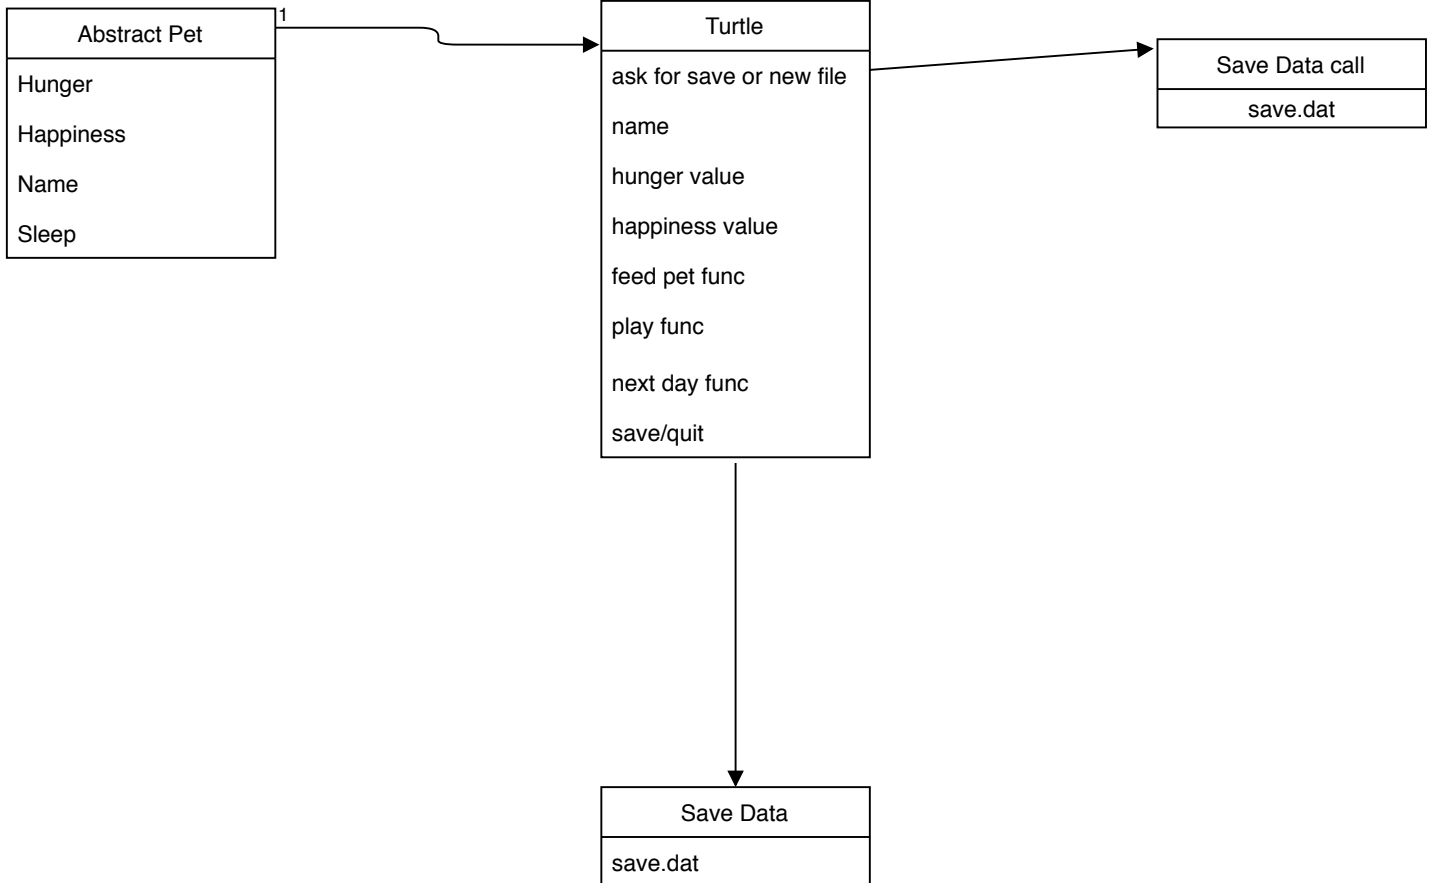 Abstract Pet
Hunger
Happiness
Name
Sleep
1
Turtle
ask for save or new file
name
hunger value
happiness value
feed pet func
play func
next day func
save/quit
Save Data call
save.dat
Save Data
save.dat